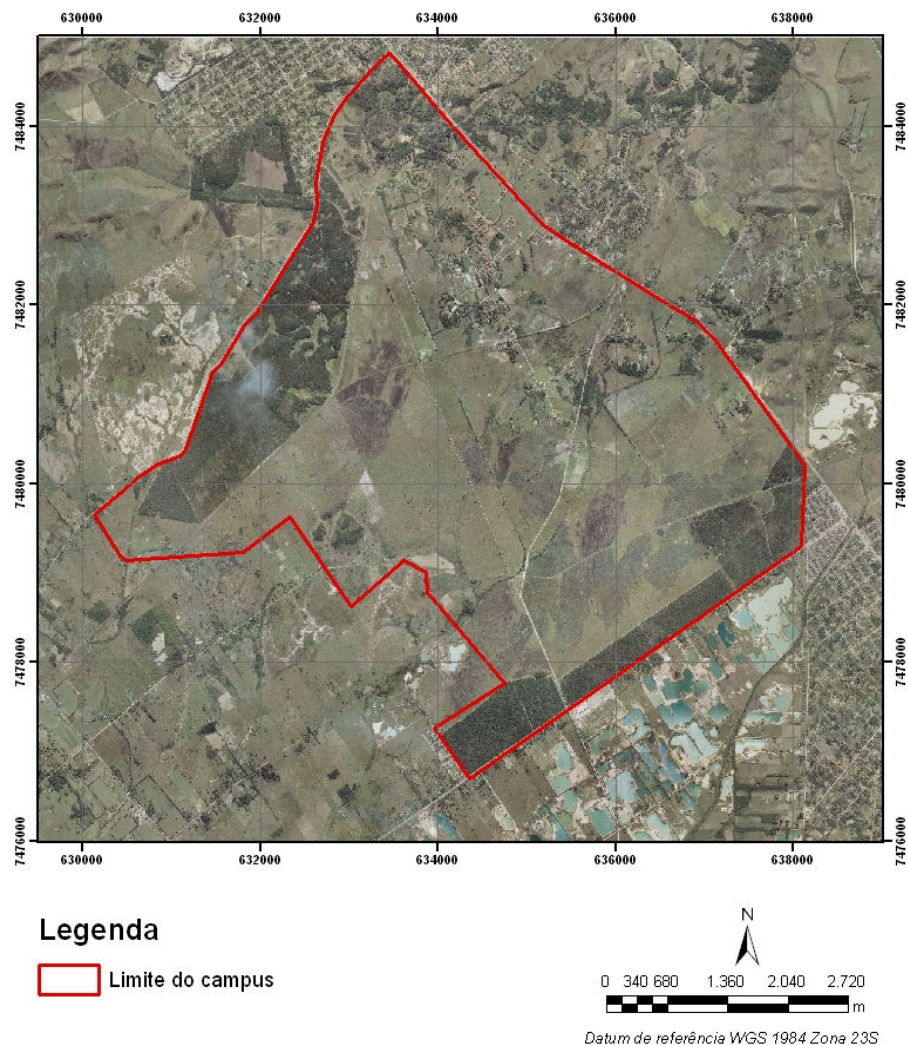 630000 632000 634000 636000 638000
7484000 7484000
7482000 7482000
7480000 7480000
7478000 7478000
7476000 7476000
630000 632000 634000 636000 638000
Legenda
Limite do campus
N
0 340 680 1.360 2.040 2.720
m
Datum de referência WGS 1984 Zona 23S